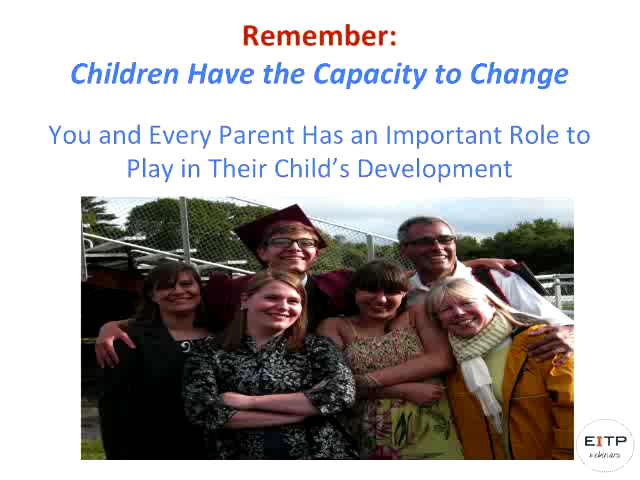 Remember:
Children Have the Capacity to Change
You and Every Parent Has an Important Role to
Play in Their Child's Development
EITP
webinars